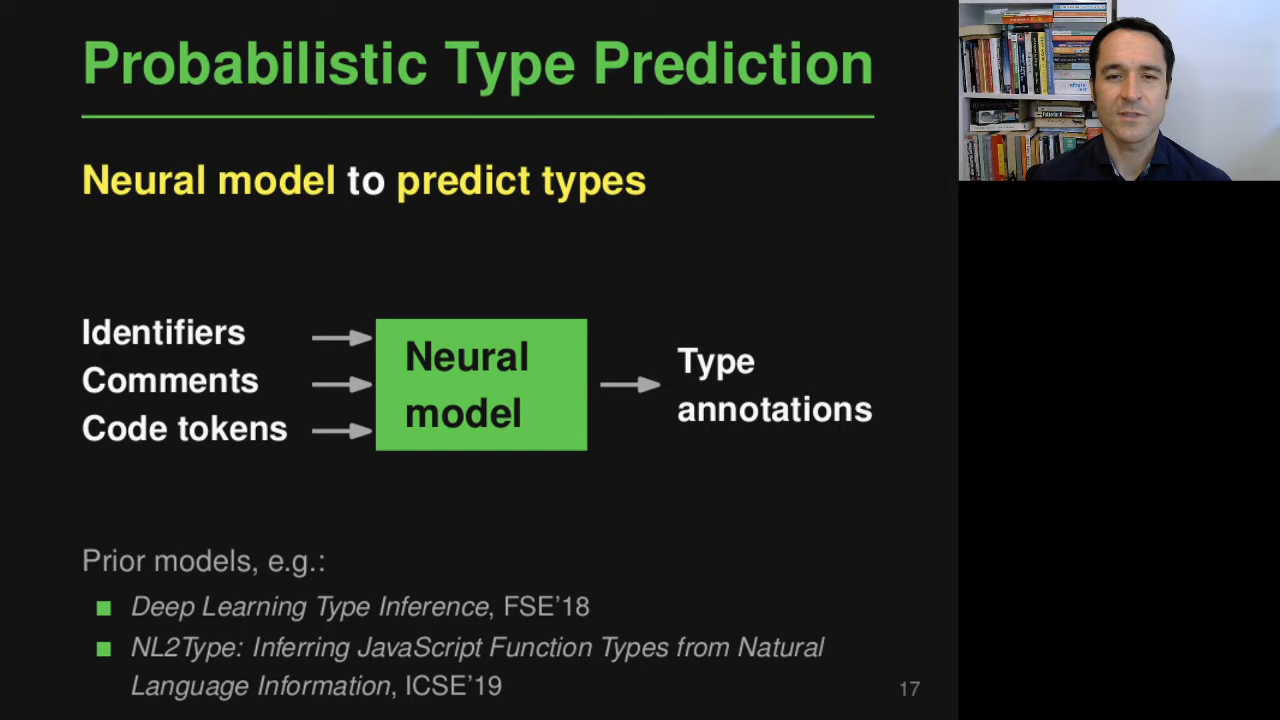 Probabilistic Type Prediction
Neural model to predict types
Identifiers
Comments
Code tokens
Neural
model
Type
annotations
Prior models, e.g.:
Deep Learning Type Inference, FSE'18
NL2Type: Inferring JavaScript Function Types from Natural
Language Information, ICSE'19
17